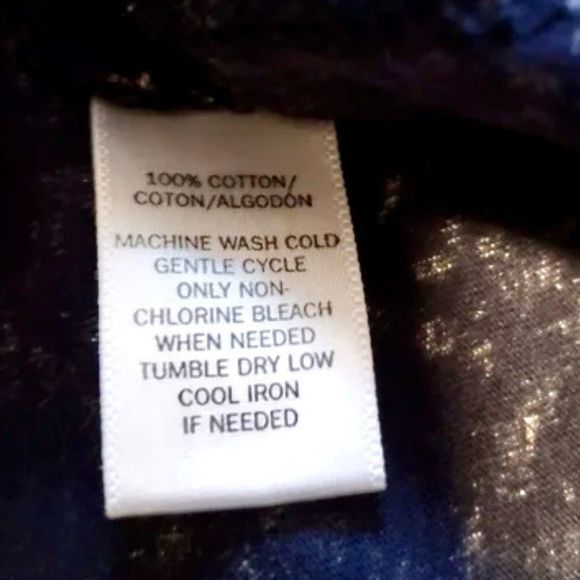 100% COTTON/
COTON/ALGODÓN
MACHINE WASH COLD
GENTLE CYCLE
ONLY NON-
CHLORINE BLEACH
WHEN NEEDED
TUMBLE DRY LOW
COOL IRON
IF NEEDED